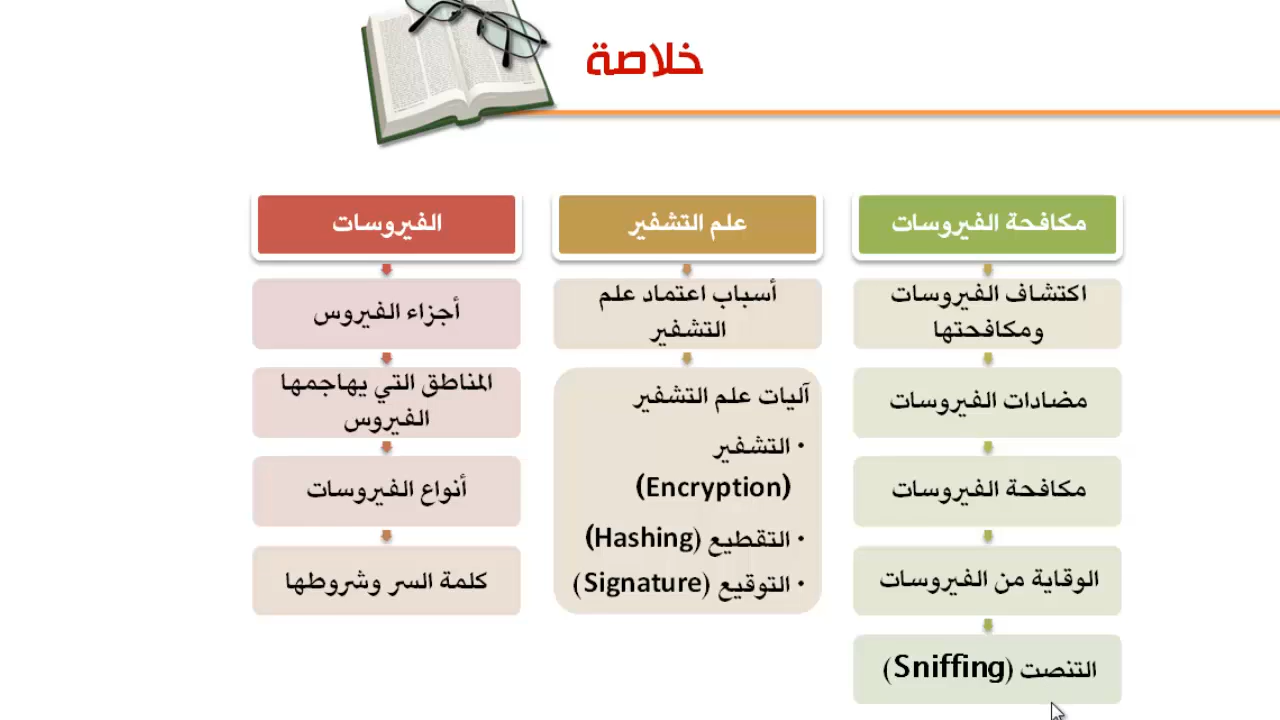 خلاصة
مكافحة الفيروسات
اكتشاف الفيروسات
ومكافحتها
مضادات الفيروسات
مكافحة الفيروسات
الوقاية من الفيروسات
التنصت (Sniffing)
علم التشفير
أسباب اعتماد علم
التشفير
آليات علم التشفير
• التشفير
(Encryption)
• التقطيع (Hashing)
• التوقيع (Signature)
الفيروسات
أجزاء الفيروس
المناطق التي يهاجمها
الفيروس
أنواع الفيروسات
كلمة السر وشروطها